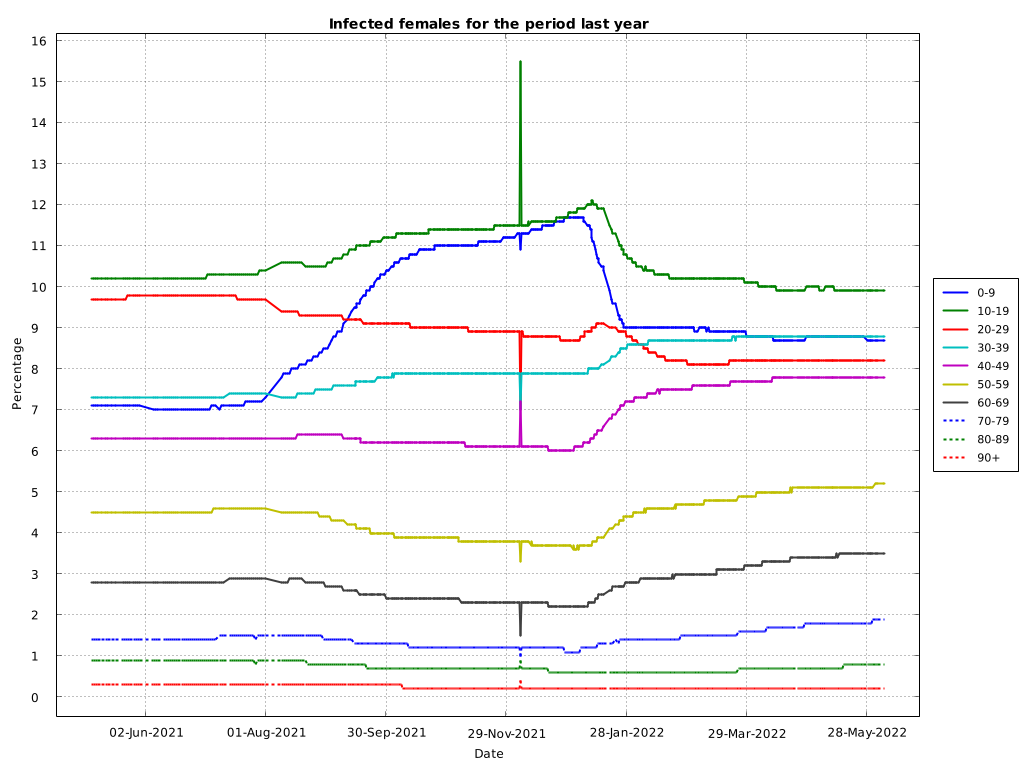 Infected females for the period last year
16
15
14
13
12
11
10
9
8
7
6
5
4
3
2
1
0
Percentage
02-Jun-2021
01-Aug-2021
30-Sep-2021
29-Nov-2021
28-Jan-2022
29-Mar-2022
28-May-2022
Date
0-9
10-19
20-29
30-39
40-49
50-59
60-69
70-79
80-89
90+